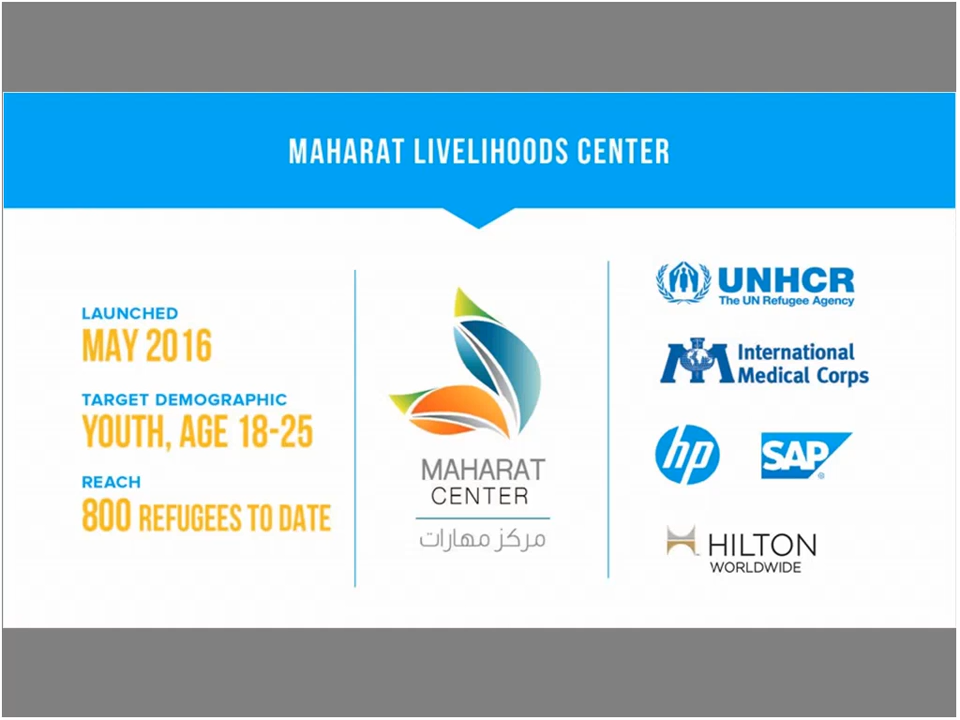 MAHARAT LIVELIHOODS CENTER
LAUNCHED
MAY 2016
TARGET DEMOGRAPHIC
YOUTH, AGE 18-25
REACH
800 REFUGEES TO DATE
MAHARAT
CENTER
مركز مهارات
UNHCR
The UN Refugee Agency
International
Medical Corps
hp
SAP®
HILTON
WORLDWIDE